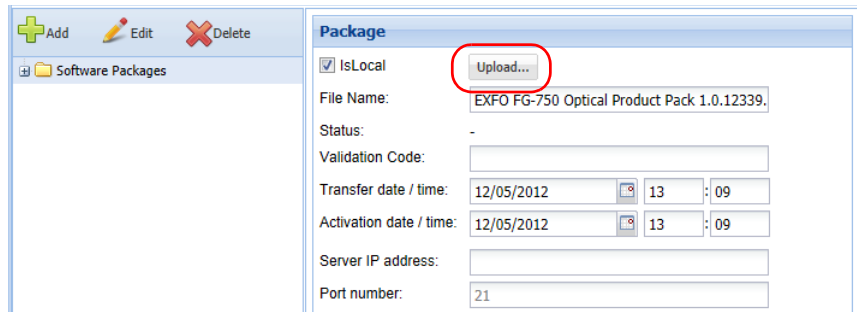 Add Edit Delete
Software Packages
Package
IsLocal Upload...
File Name: EXFO FG-750 Optical Product Pack 1.0.12339.
Status: -
Validation Code:
Transfer date / time: 12/05/2012 13 : 09
Activation date / time: 12/05/2012 13 : 09
Server IP address:
Port number: 21